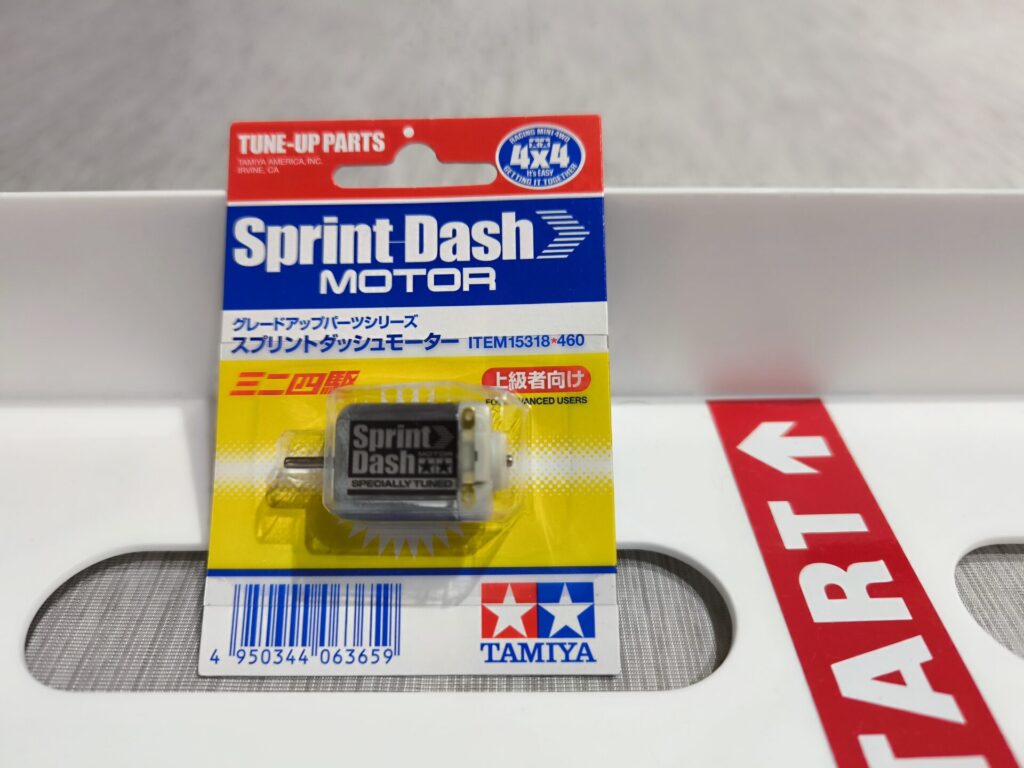 TUNE-UP PARTS
TAMIYA AMERICA, INC.
IRVINE, CA
RACING MINI 4WD
4x4
It's EASY
GETTING IT TOGETHER
Sprint Dash
MOTOR
グレードアップパーツシリーズ
スプリントダッシュモーター ITEM15318*460
ミニ四駆
上級者向け
FOR ADVANCED USERS
Sprint
Dash MOTOR
SPECIALLY TUNED
4 950344 063659
TAMIYA
START